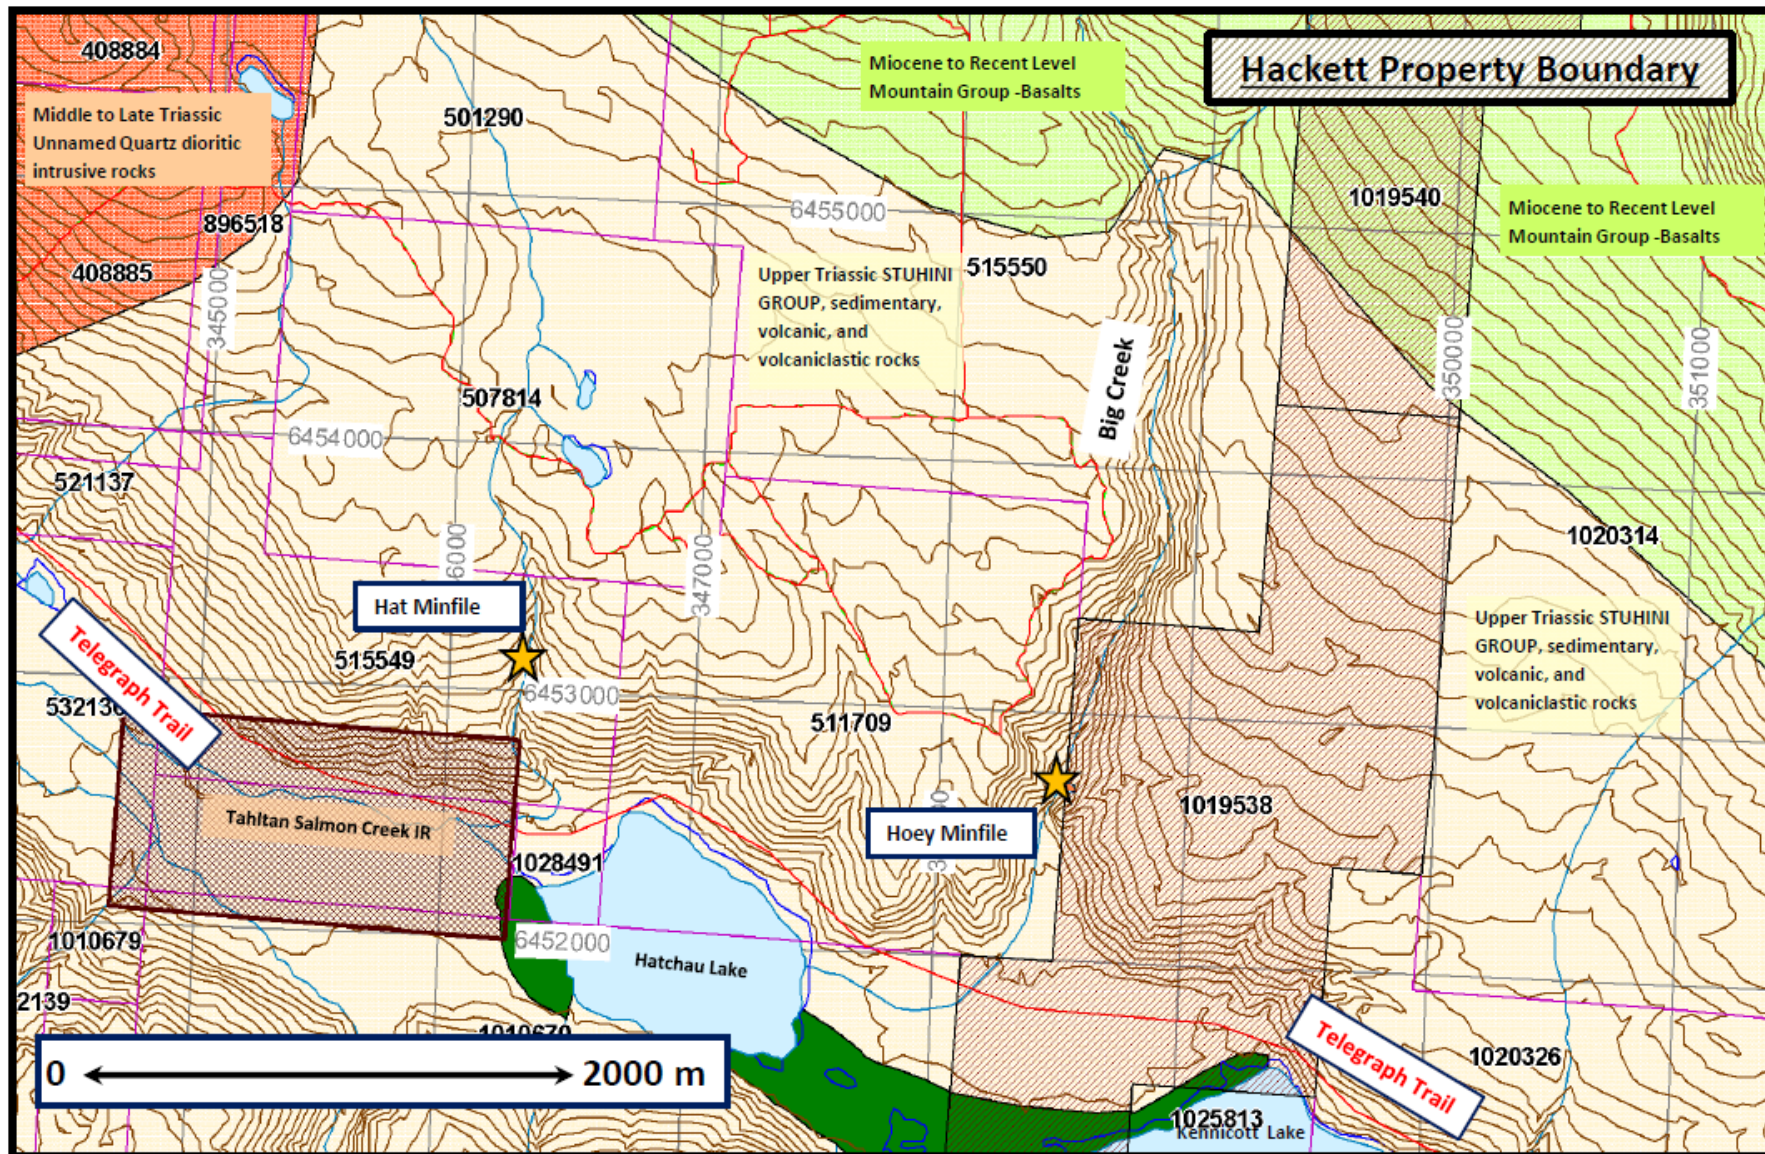 408884
Middle to Late Triassic
Unnamed Quartz dioritic
intrusive rocks
501290
Miocene to Recent Level
Mountain Group -Basalts
Hackett Property Boundary
896518
408885
3450000
6455000
1019540
Miocene to Recent Level
Mountain Group -Basalts
Upper Triassic STUHINI
GROUP, sedimentary,
volcanic, and
volcaniclastic rocks
515550
Big Creek
350000
351000
507814
6454000
521137
6000
347000
1020314
Hat Minfile
Telegraph Trail
515549
6453000
53213
511709
Upper Triassic STUHINI
GROUP, sedimentary,
volcanic, and
volcaniclastic rocks
Tahltan Salmon Creek IR
Hoey Minfile
1019538
1028491
1010679
6452000
Hatchau Lake
2139
1010679
0 2000 m
Telegraph Trail
1020326
1025813
Kennicott Lake